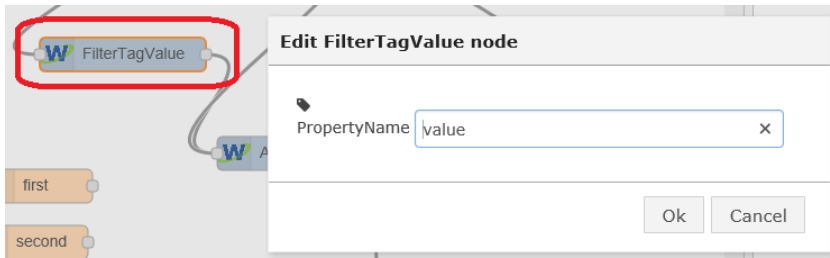 Edit FilterTagValue node
W FilterTagValue
PropertyName value ×
W A
first
second
Ok Cancel